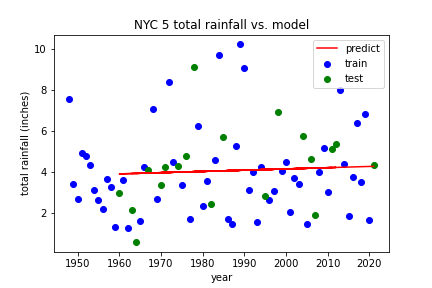 NYC 5 total rainfall vs. model
predict
train
test
total rainfall (inches)
10
8
6
4
2
1950 1960 1970 1980 1990 2000 2010 2020
year